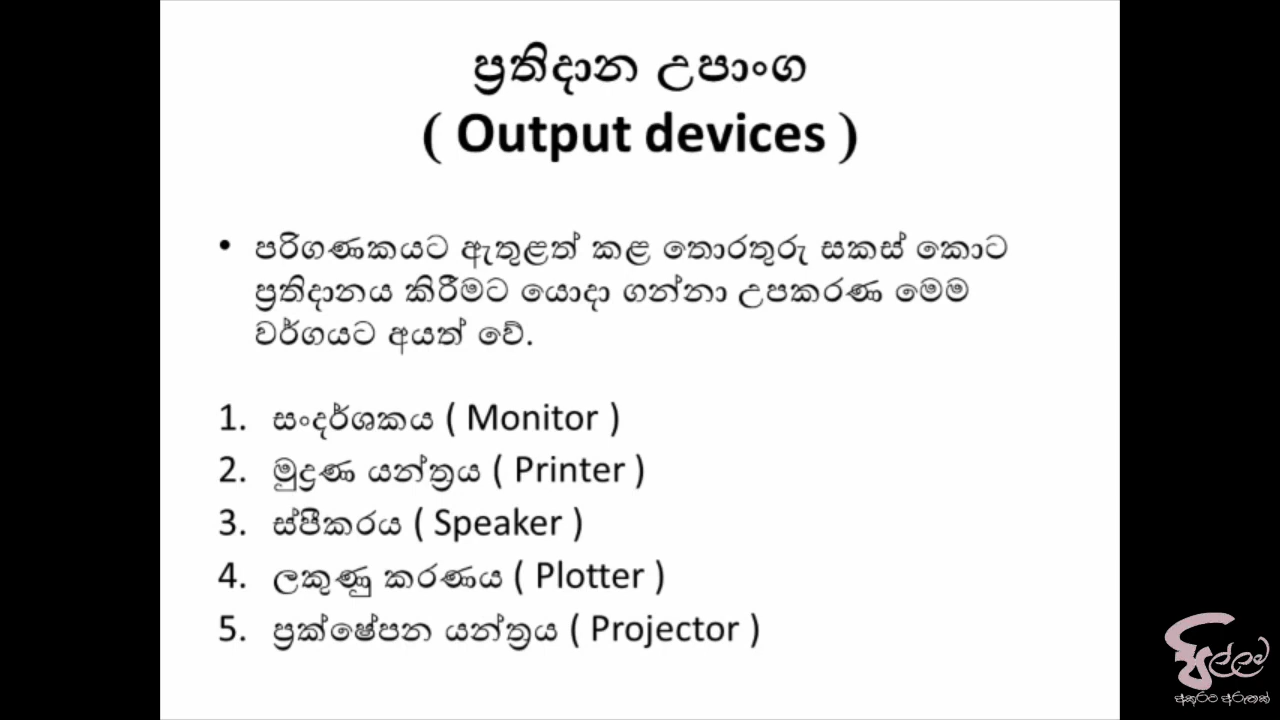 ප්‍රතිදාන උපාංග
( Output devices )
• පරිගණකයට ඇතුළත් කළ තොරතුරු සකස් කොට
ප්‍රතිදානය කිරීමට යොදා ගන්නා උපකරණ මෙම
වර්ගයට අයත් වේ.
1. සංදර්ශකය ( Monitor )
2. මුද්‍රණ යන්ත්‍රය ( Printer )
3. ස්පීකරය ( Speaker )
4. ලකුණු කරණය ( Plotter )
5. ප්‍රක්ෂේපන යන්ත්‍රය ( Projector )